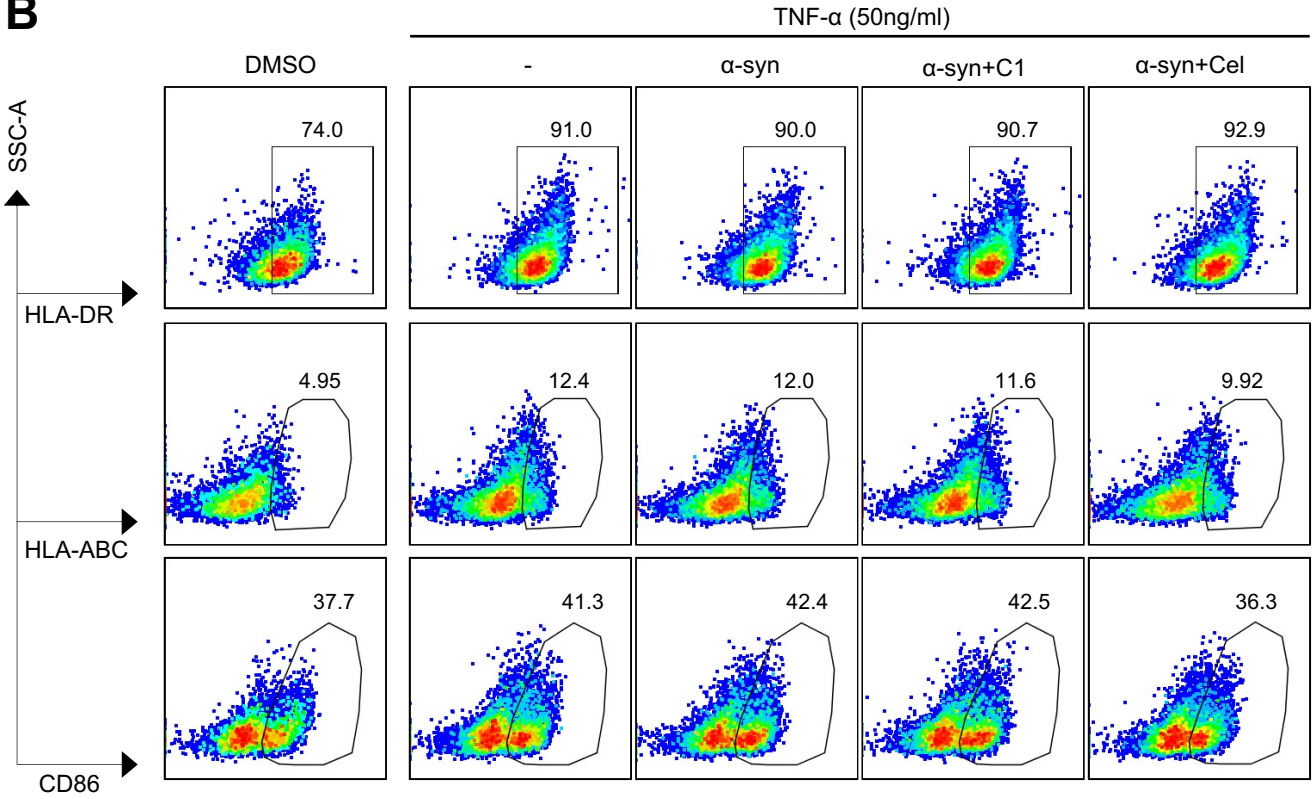 B
TNF-α (50ng/ml)
DMSO - α-syn α-syn+C1 α-syn+Cel
SSC-A
74.0 91.0 90.0 90.7 92.9
HLA-DR
4.95 12.4 12.0 11.6 9.92
HLA-ABC
37.7 41.3 42.4 42.5 36.3
CD86